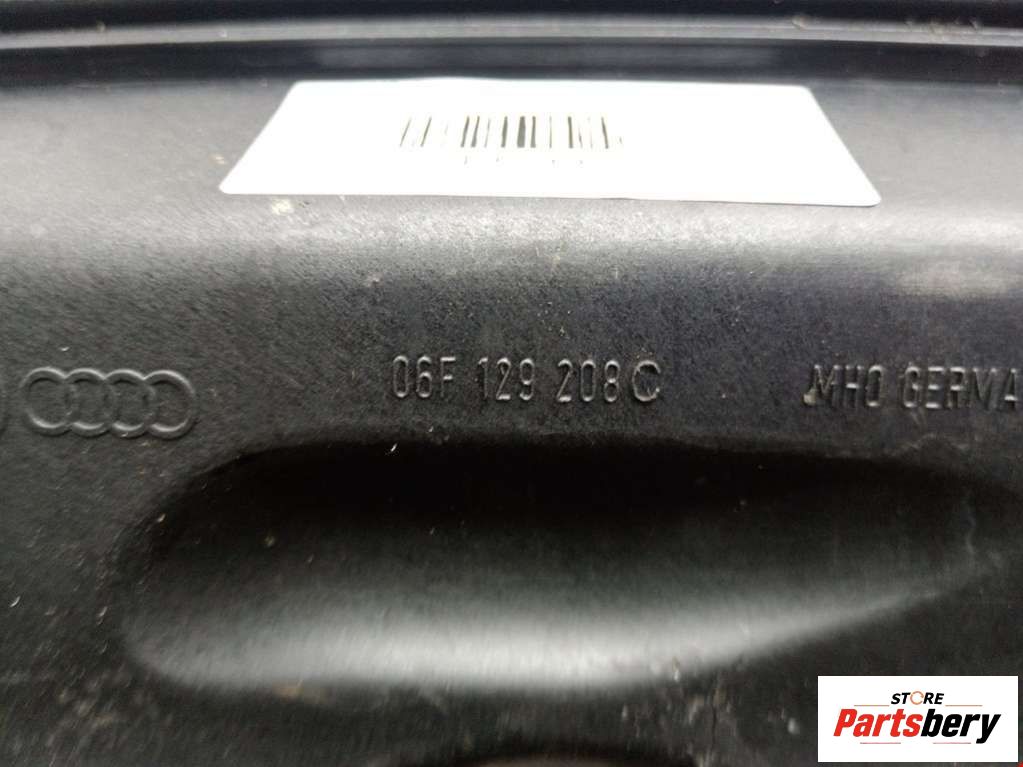 06F 129 208 C
MHO GERMA
STORE
Partsbery